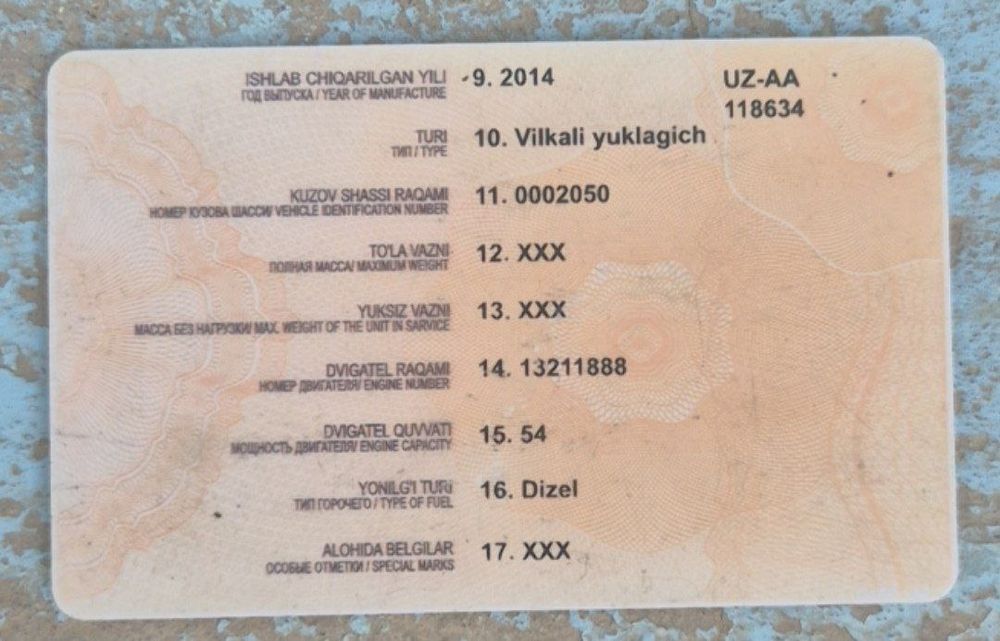 ISHLAB CHIQARILGAN YILI 9. 2014
ГОД ВЫПУСКА / YEAR OF MANUFACTURE
UZ-AA
118634
TURI 10. Vilkali yuklagich
ТИП / TYPE
KUZOV SHASSI RAQAMI 11. 0002050
НОМЕР КУЗОВА ШАССИ/ VEHICLE IDENTIFICATION NUMBER
TO'LA VAZNI 12. XXX
ПОЛНАЯ МАССА/ MAXIMUM WEIGHT
YUKSIZ VAZNI 13. XXX
МАССА БЕЗ НАГРУЗКИ/ MAX. WEIGHT OF THE UNIT IN SARVICE
DVIGATEL RAQAMI 14. 13211888
НОМЕР ДВИГАТЕЛЯ/ ENGINE NUMBER
DVIGATEL QUVVATI 15. 54
МОЩНОСТЬ ДВИГАТЕЛЯ/ ENGINE CAPACITY
YONILG'I TURI 16. Dizel
ТИП ГОРЮЧЕГО / TYPE OF FUEL
ALOHIDA BELGILAR 17. XXX
ОСОБЫЕ ОТМЕТКИ / SPECIAL MARKS